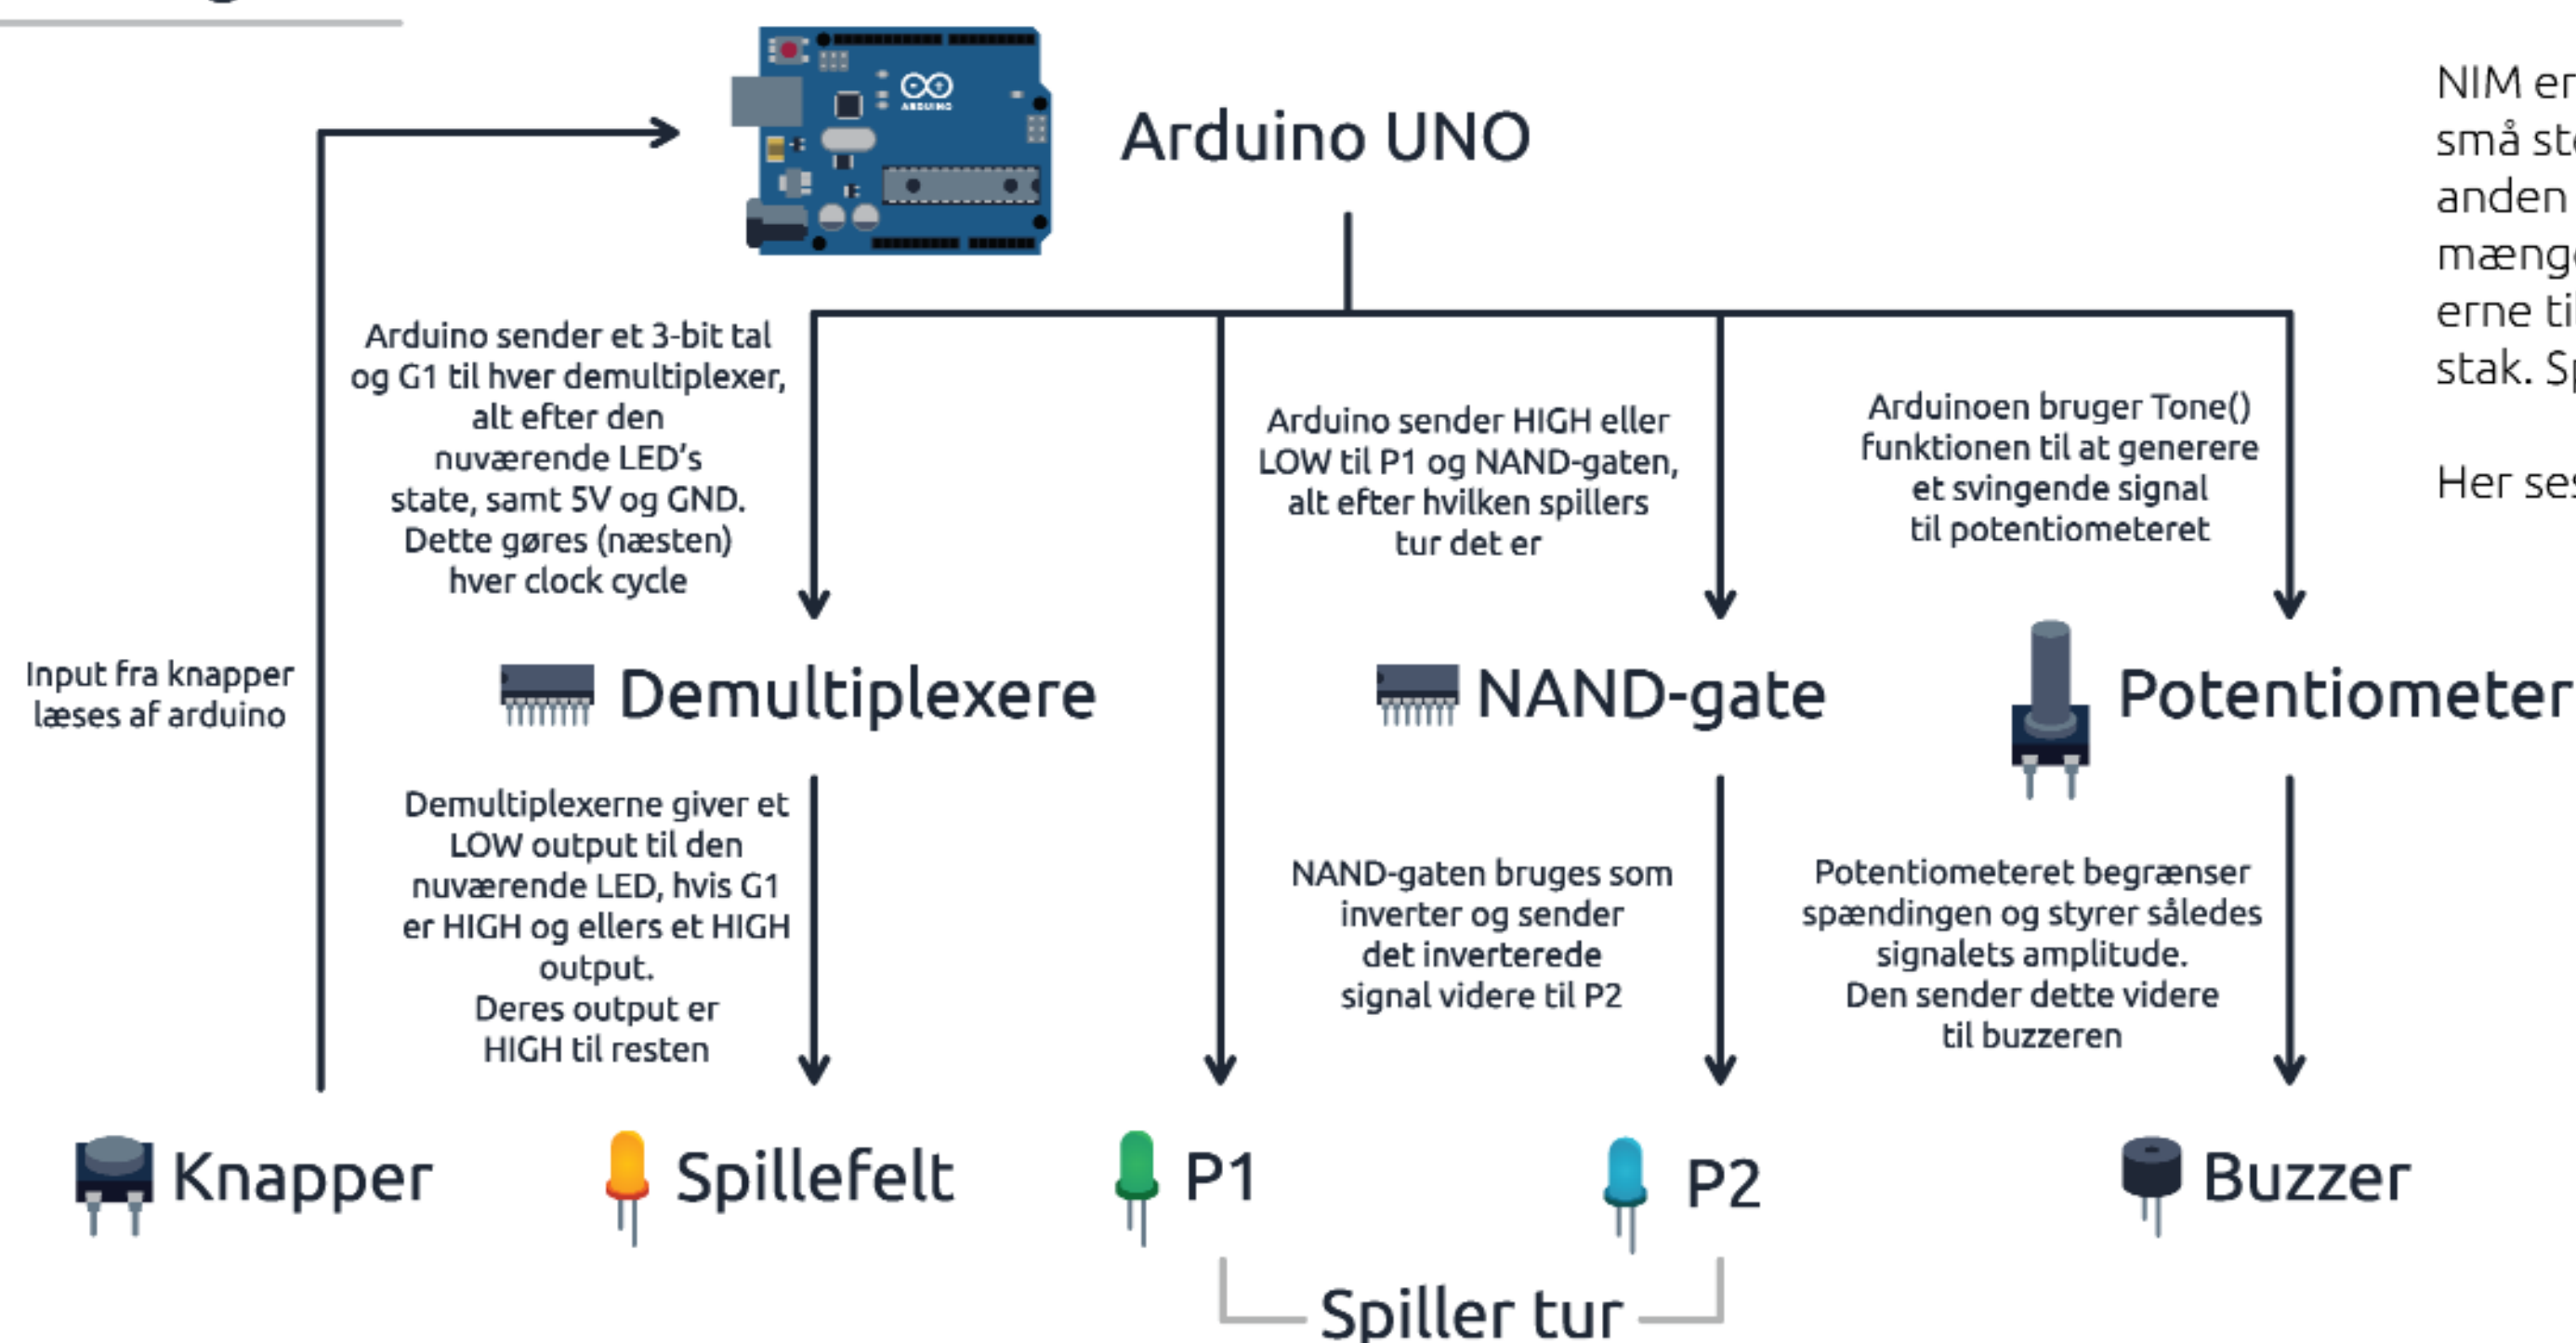 ARDUINO
Arduino UNO
Arduino sender et 3-bit tal
og G1 til hver demultiplexer,
alt efter den
nuværende LED's
state, samt 5V og GND.
Dette gøres (næsten)
hver clock cycle
Arduino sender HIGH eller
LOW til P1 og NAND-gaten,
alt efter hvilken spillers
tur det er
Arduinoen bruger Tone()
funktionen til at generere
et svingende signal
til potentiometeret
NIM er
små
anden
erne
stak.
Her
Input fra knapper
læses af arduino
Demultiplexere
NAND-gate
Potentiometer
Demultiplexerne giver et
LOW output til den
nuværende LED, hvis G1
er HIGH og ellers et HIGH
output.
Deres output er
HIGH til resten
NAND-gaten bruges som
inverter og sender
det inverterede
signal videre til P2
Potentiometeret begrænser
spændingen og styrer således
signalets amplitude.
Den sender dette videre
til buzzeren
Knapper
Spillefelt
P1
P2
Buzzer
Spiller tur